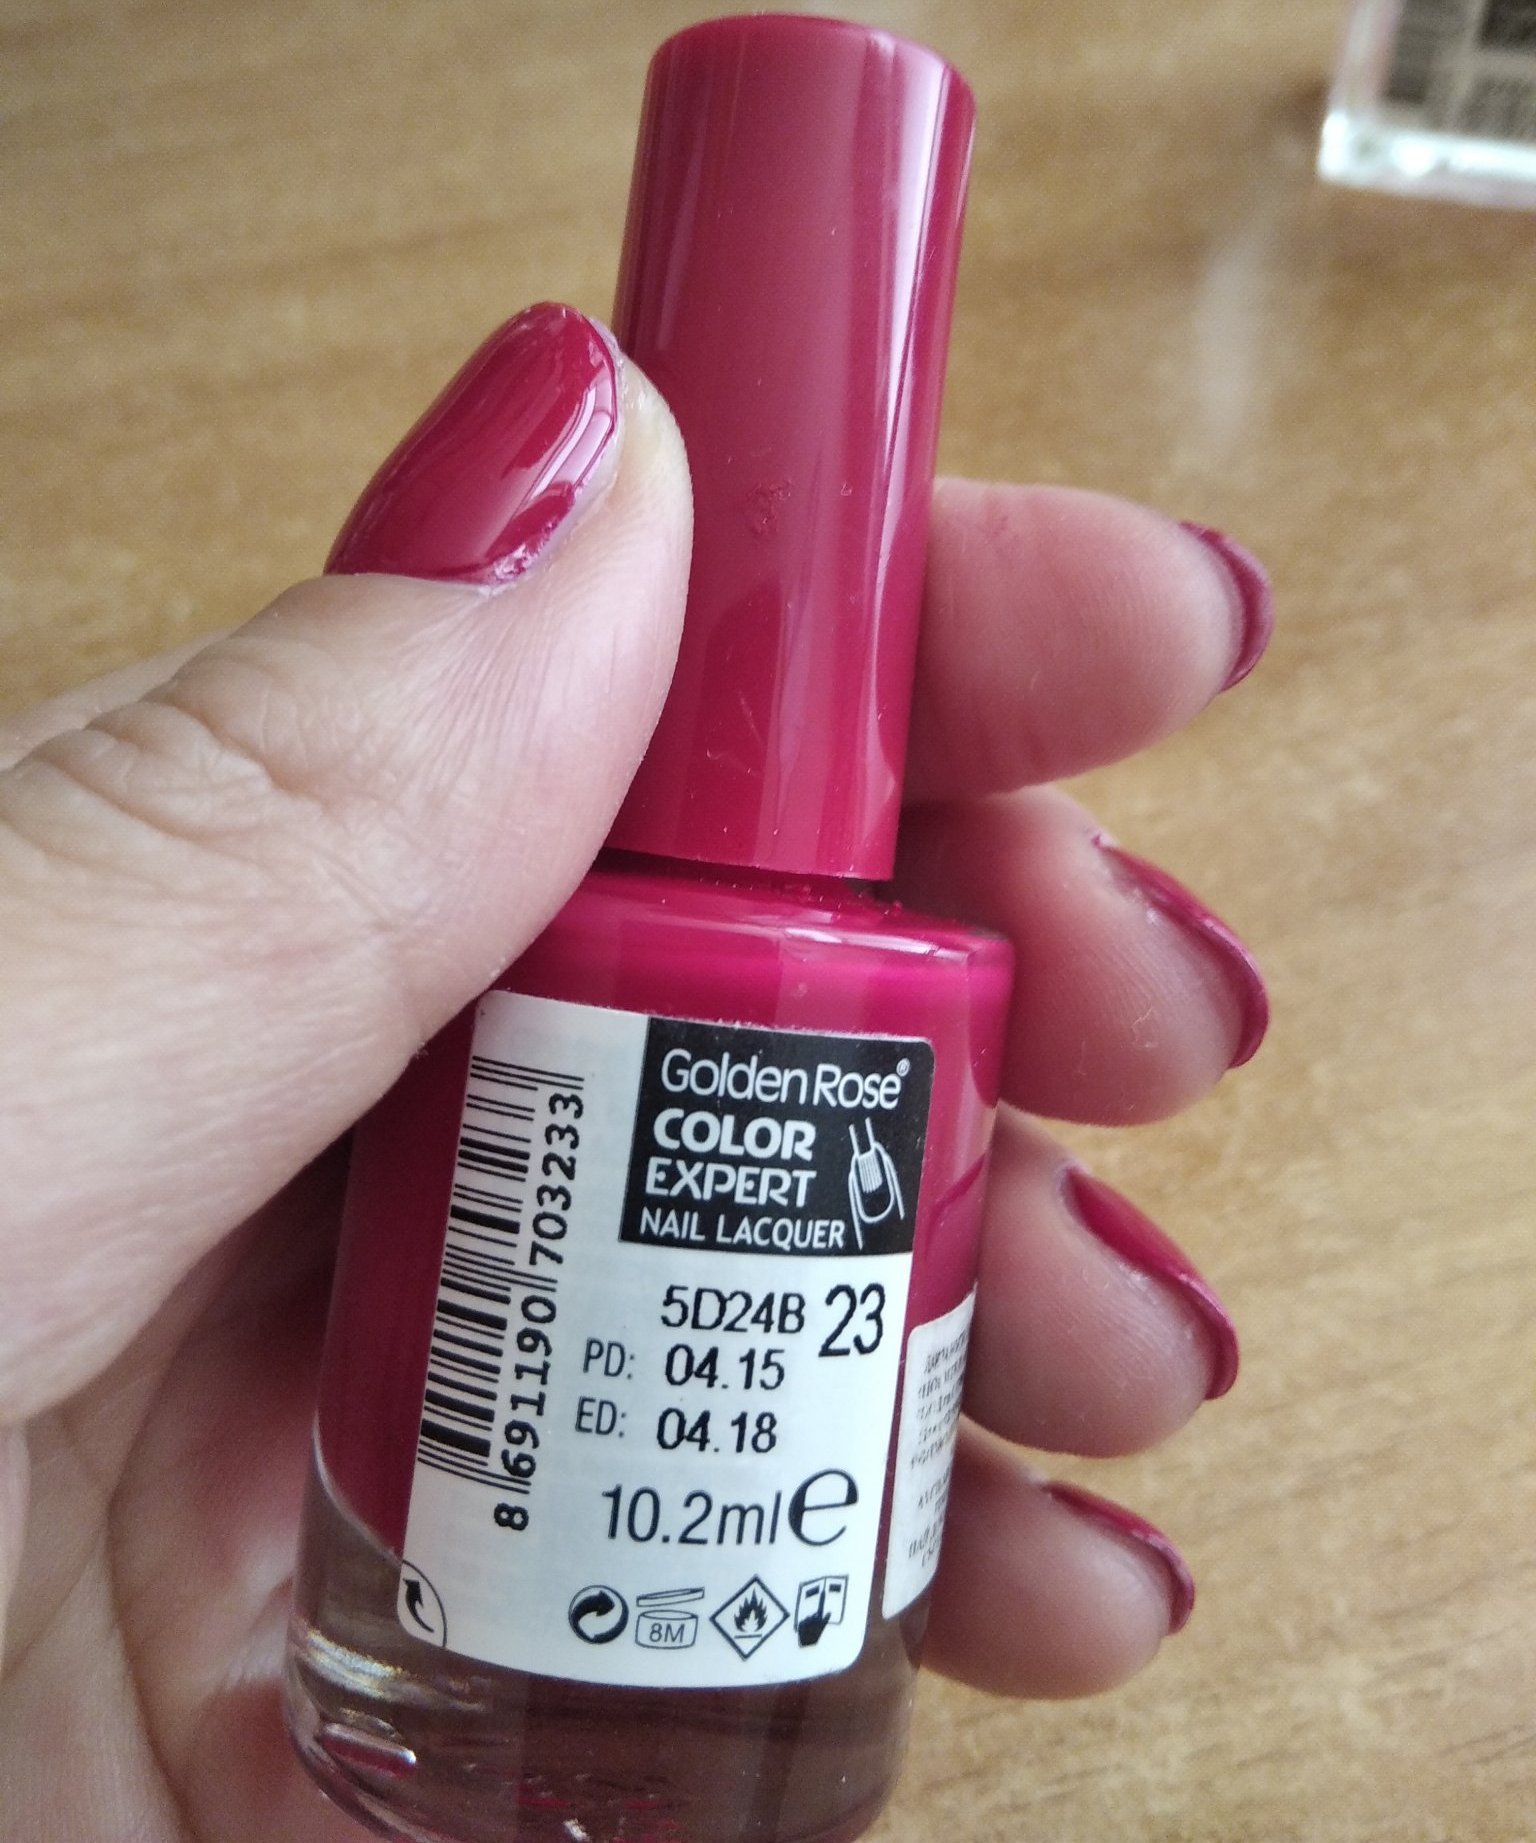 Golden Rose®
COLOR
EXPERT
NAIL LACQUER
5D24B 23
PD: 04.15
ED: 04.18
10.2ml e
8M
8 691190 703233